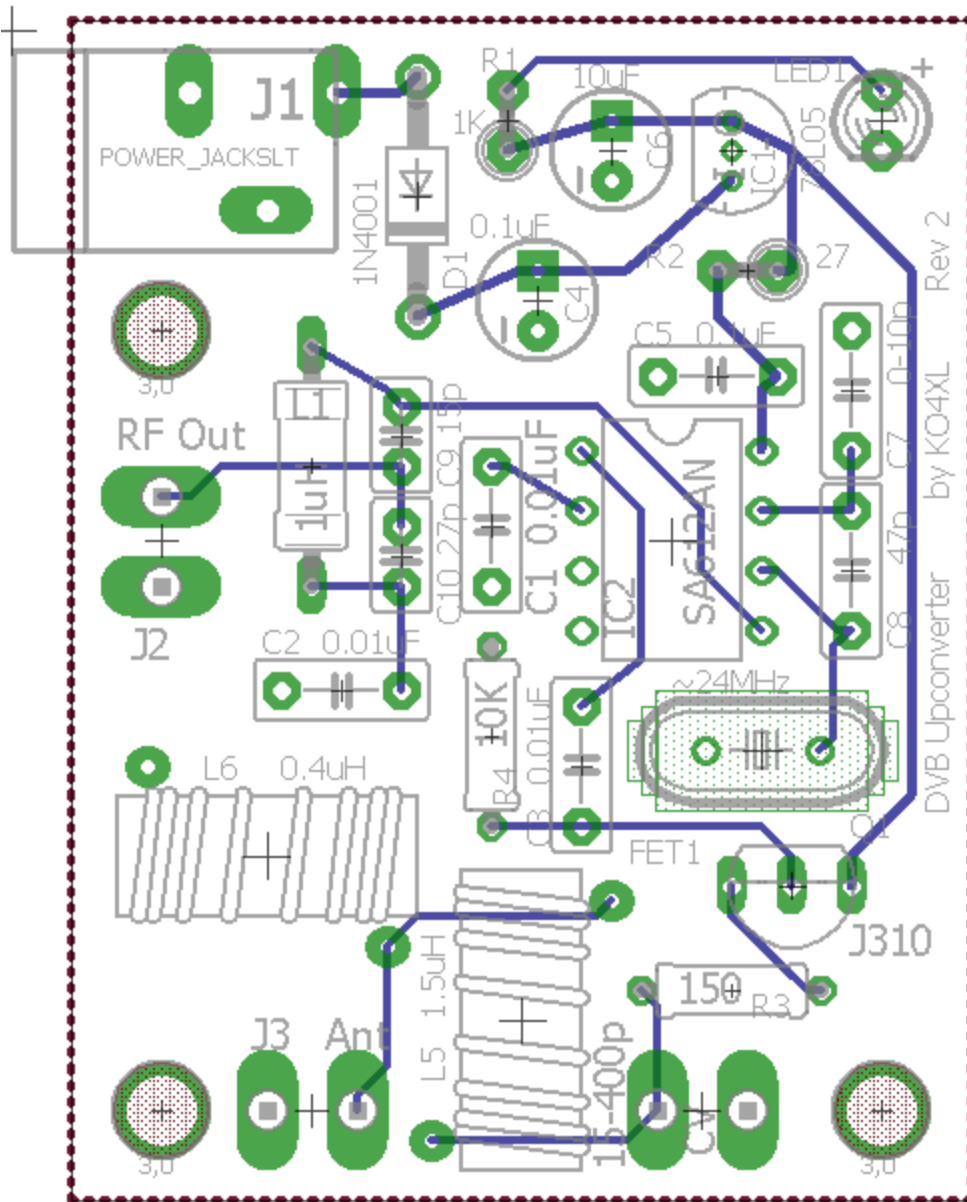 J1
POWER_JACKSLT
1N4001
D1
R1
1K
10uF
C6
LED1
+
IC1
78L05
0.1uF
C4
R2
27
Rev 2
C5 0.1uF
0-10p
C7
by KO4XL
3,0
RF Out
L1
1uH
15p
C9
27p
C10
0.01uF
C1
SA612AN
IC2
47p
C8
DVB Upconverter
J2
C2 0.01uF
10K
R4
0.01uF
C3
~24MHz
L6 0.4uH
FET1
Q1
J310
1.5uH
L5
150
R3
J3 Ant
15-400p
CV
3,0
3,0